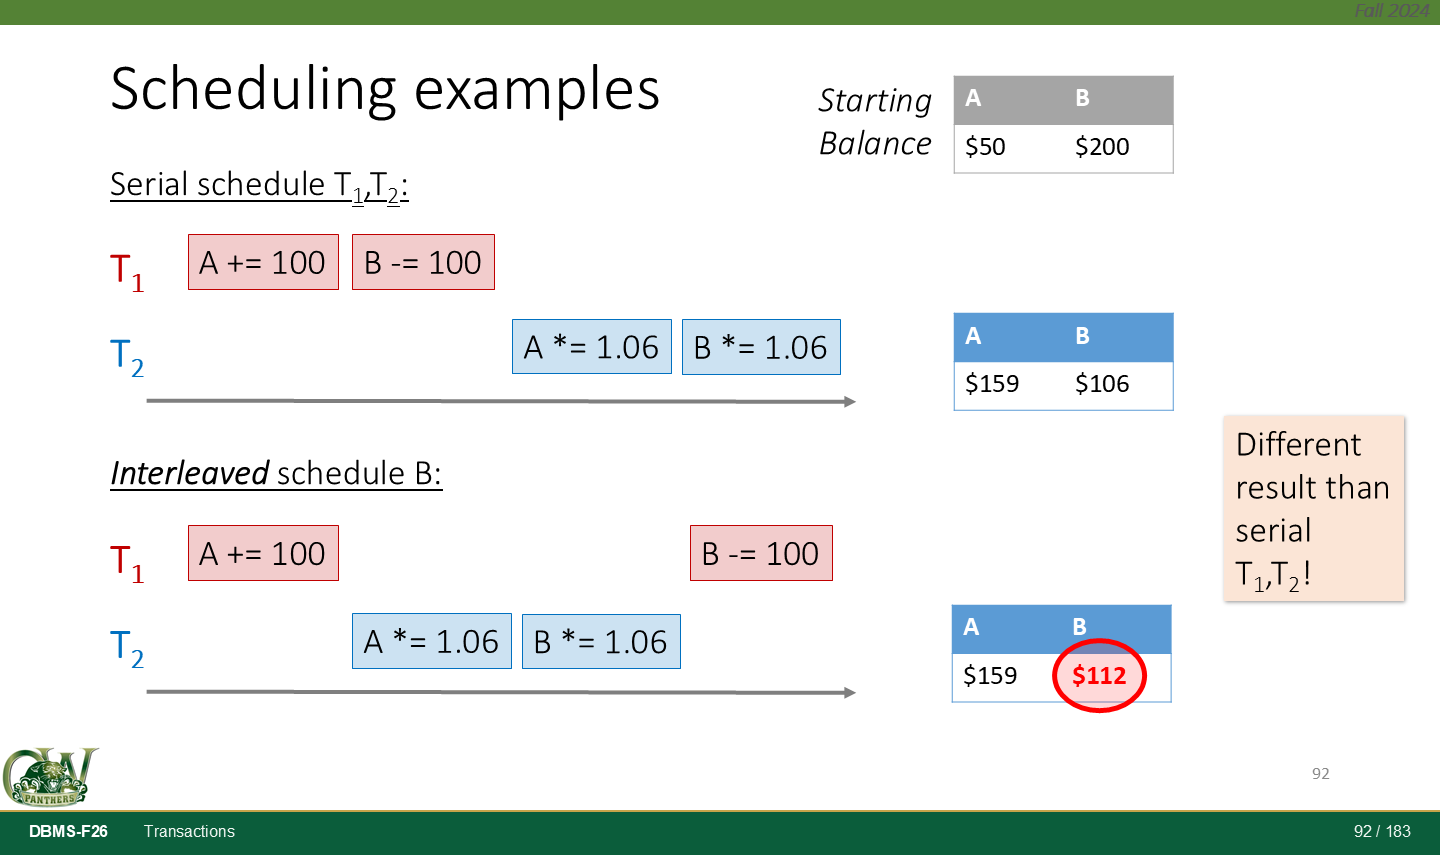 Fall 2024
Scheduling examples
Starting
Balance
A B
$50 $200
Serial schedule T1,T2:
T1 A += 100 B -= 100
T2 A *= 1.06 B *= 1.06
A B
$159 $106
Different
result than
serial
T1,T2!
Interleaved schedule B:
T1 A += 100 B -= 100
T2 A *= 1.06 B *= 1.06
A B
$159 $112
OW
PANTHERS
92
DBMS-F26 Transactions 92 / 183